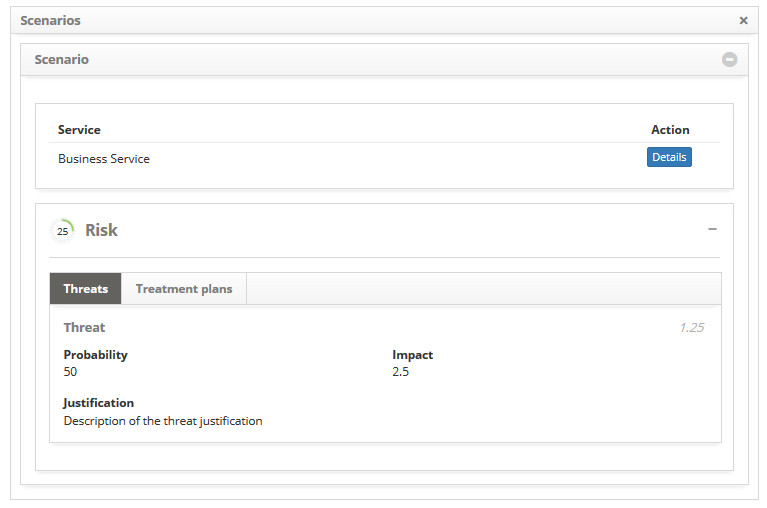 Scenarios ×
Scenario
Service Action
Business Service Details
25 Risk
Threats Treatment plans
Threat 1.25
Probability Impact
50 2.5
Justification
Description of the threat justification